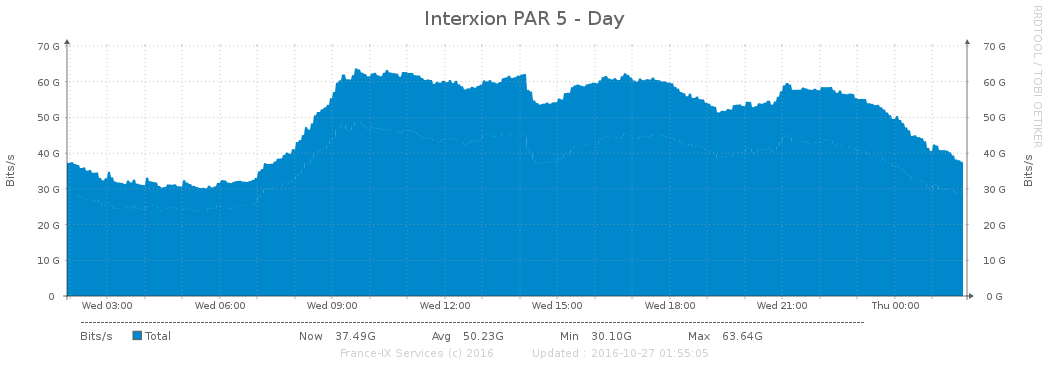 Interxion PAR 5 - Day
RRDTOOL / TOBI OETIKER
70 G 70 G
60 G 60 G
50 G 50 G
40 G 40 G
30 G 30 G
20 G 20 G
10 G 10 G
0 0 G
Bits/s
Bits/s
Wed 03:00 Wed 06:00 Wed 09:00 Wed 12:00 Wed 15:00 Wed 18:00 Wed 21:00 Thu 00:00
Bits/s Total Now 37.49G Avg 50.23G Min 30.10G Max 63.64G
France-IX Services (c) 2016 Updated : 2016-10-27 01:55:05